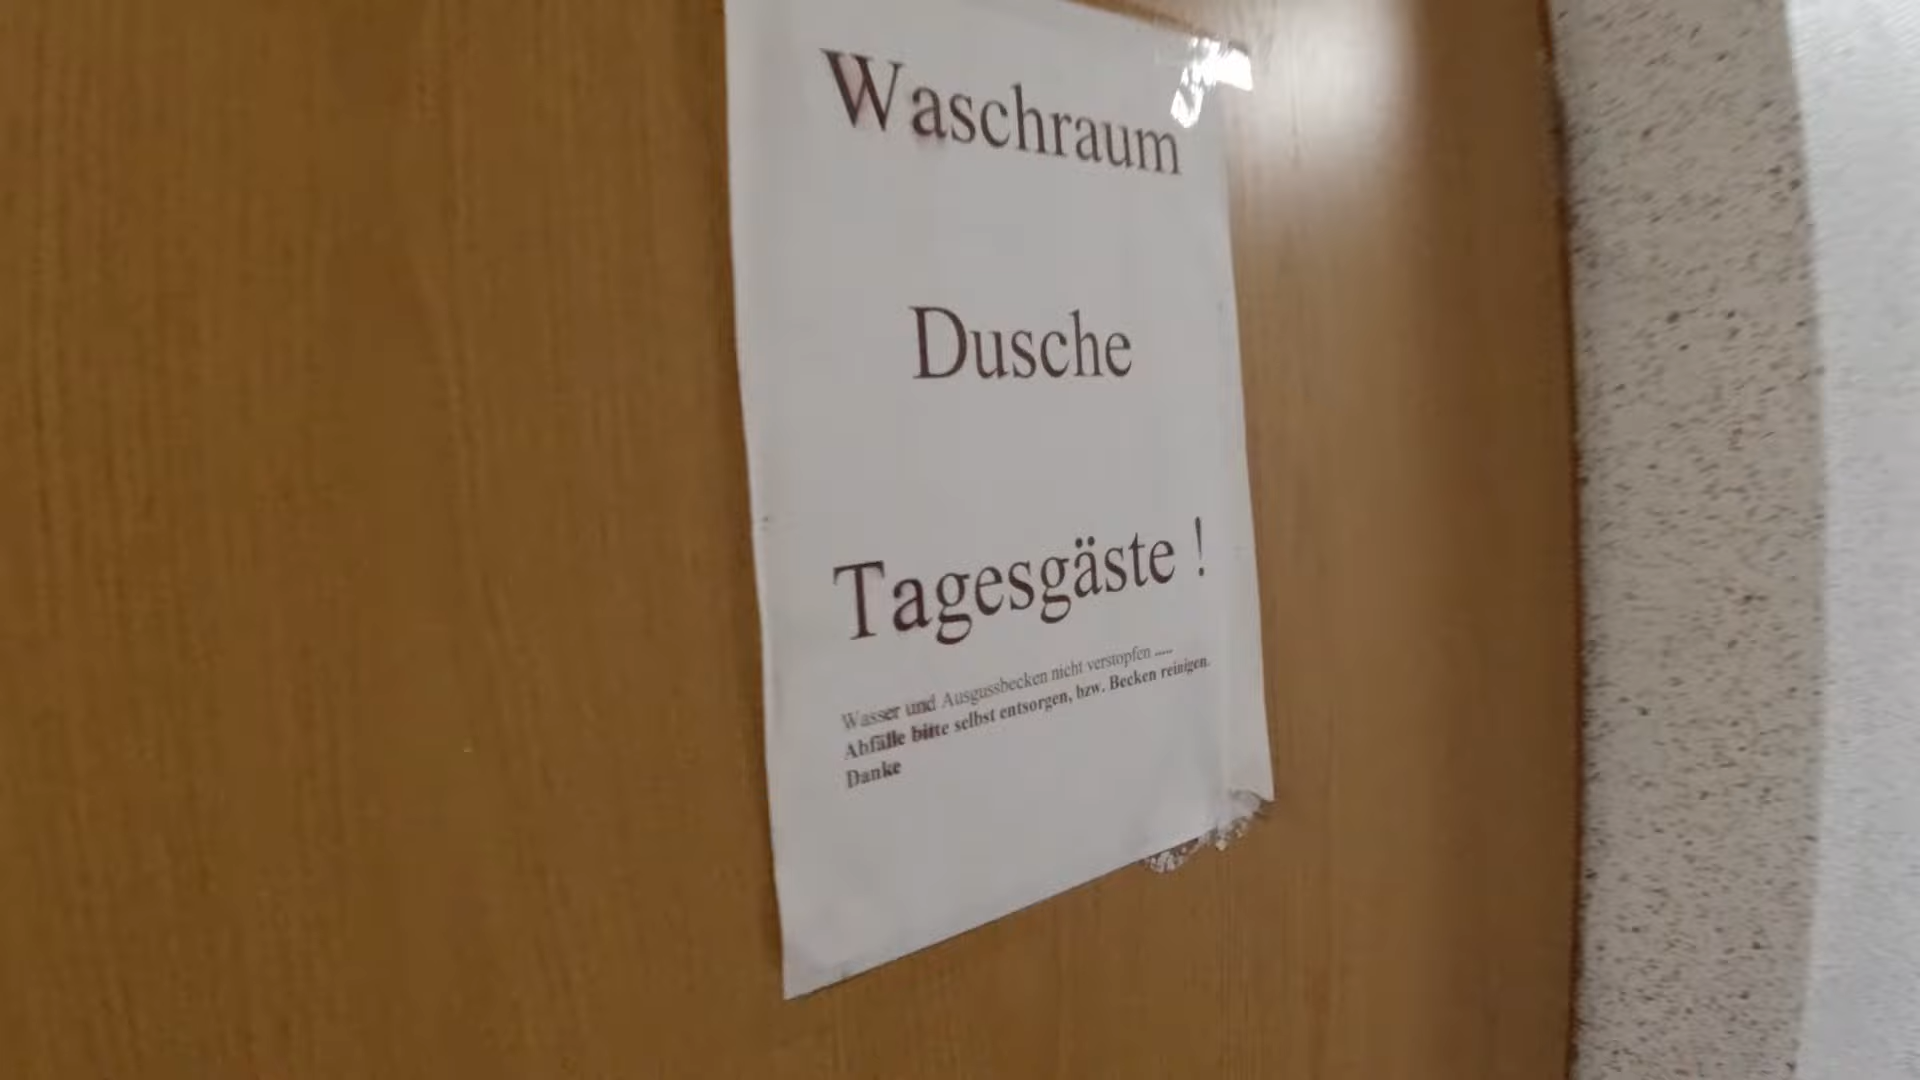 Waschraum
Dusche
Tagesgäste !
Wasser und Ausgussbecken nicht verstopfen .....
Abfälle bitte selbst entsorgen, bzw. Becken reinigen.
Danke